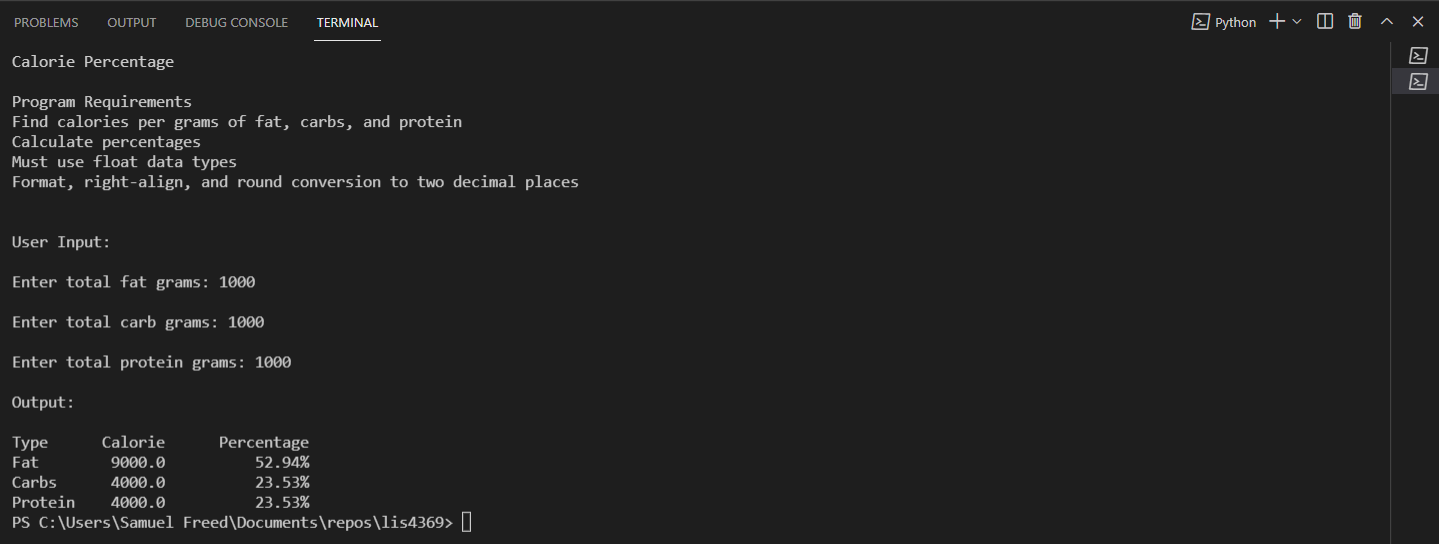 PROBLEMS OUTPUT DEBUG CONSOLE TERMINAL Python
Calorie Percentage
Program Requirements
Find calories per grams of fat, carbs, and protein
Calculate percentages
Must use float data types
Format, right-align, and round conversion to two decimal places
User Input:
Enter total fat grams: 1000
Enter total carb grams: 1000
Enter total protein grams: 1000
Output:
Type Calorie Percentage
Fat 9000.0 52.94%
Carbs 4000.0 23.53%
Protein 4000.0 23.53%
PS C:\Users\Samuel Freed\Documents\repos\lis4369>